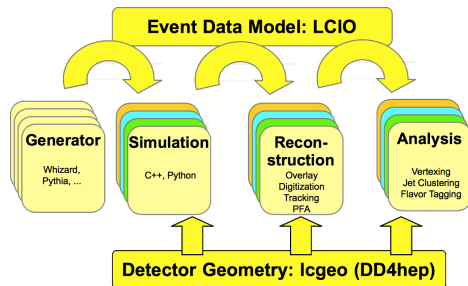 Event Data Model: LCIO
Generator
Whizard,
Pythia, ...
Simulation
C++, Python
Recon-
struction
Overlay
Digitization
Tracking
PFA
Analysis
Vertexing
Jet Clustering
Flavor Tagging
Detector Geometry: lcgeo (DD4hep)